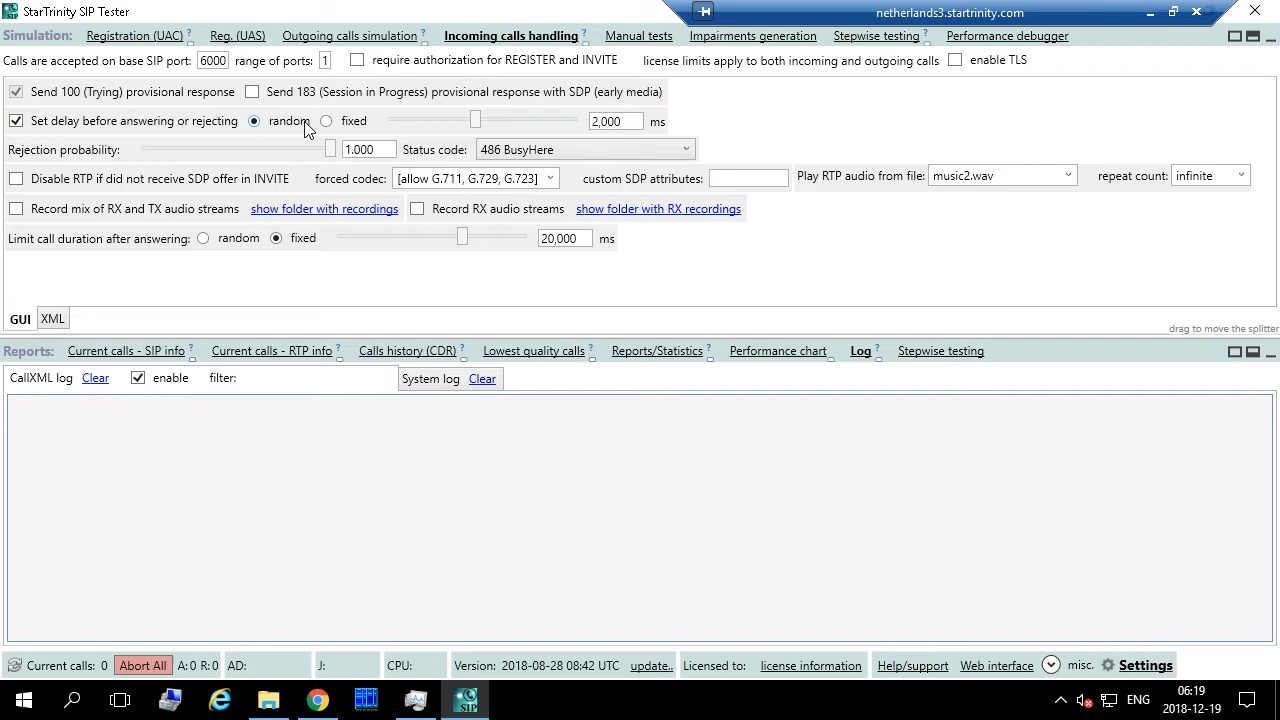 StarTrinity SIP Tester
netherlands3.startrinity.com
Simulation: Registration (UAC) ? Reg. (UAS) Outgoing calls simulation ? Incoming calls handling ? Manual tests Impairments generation Stepwise testing ? Performance debugger
Calls are accepted on base SIP port: 6000 range of ports: 1 require authorization for REGISTER and INVITE license limits apply to both incoming and outgoing calls enable TLS
Send 100 (Trying) provisional response Send 183 (Session in Progress) provisional response with SDP (early media)
Set delay before answering or rejecting random fixed 2,000 ms
Rejection probability: 1.000 Status code: 486 BusyHere
Disable RTP if did not receive SDP offer in INVITE forced codec: [allow G.711, G.729, G.723] custom SDP attributes: Play RTP audio from file: music2.wav repeat count: infinite
Record mix of RX and TX audio streams show folder with recordings Record RX audio streams show folder with RX recordings
Limit call duration after answering: random fixed 20,000 ms
GUI XML
drag to move the splitter
Reports: Current calls - SIP info ? Current calls - RTP info ? Calls history (CDR) ? Lowest quality calls ? Reports/Statistics ? Performance chart Log ? Stepwise testing
CallXML log Clear enable filter: System log Clear
Current calls: 0 Abort All A: 0 R: 0 AD: J: CPU: Version: 2018-08-28 08:42 UTC update.. Licensed to: license information Help/support Web interface misc. Settings
SIP ENG 06:19
2018-12-19